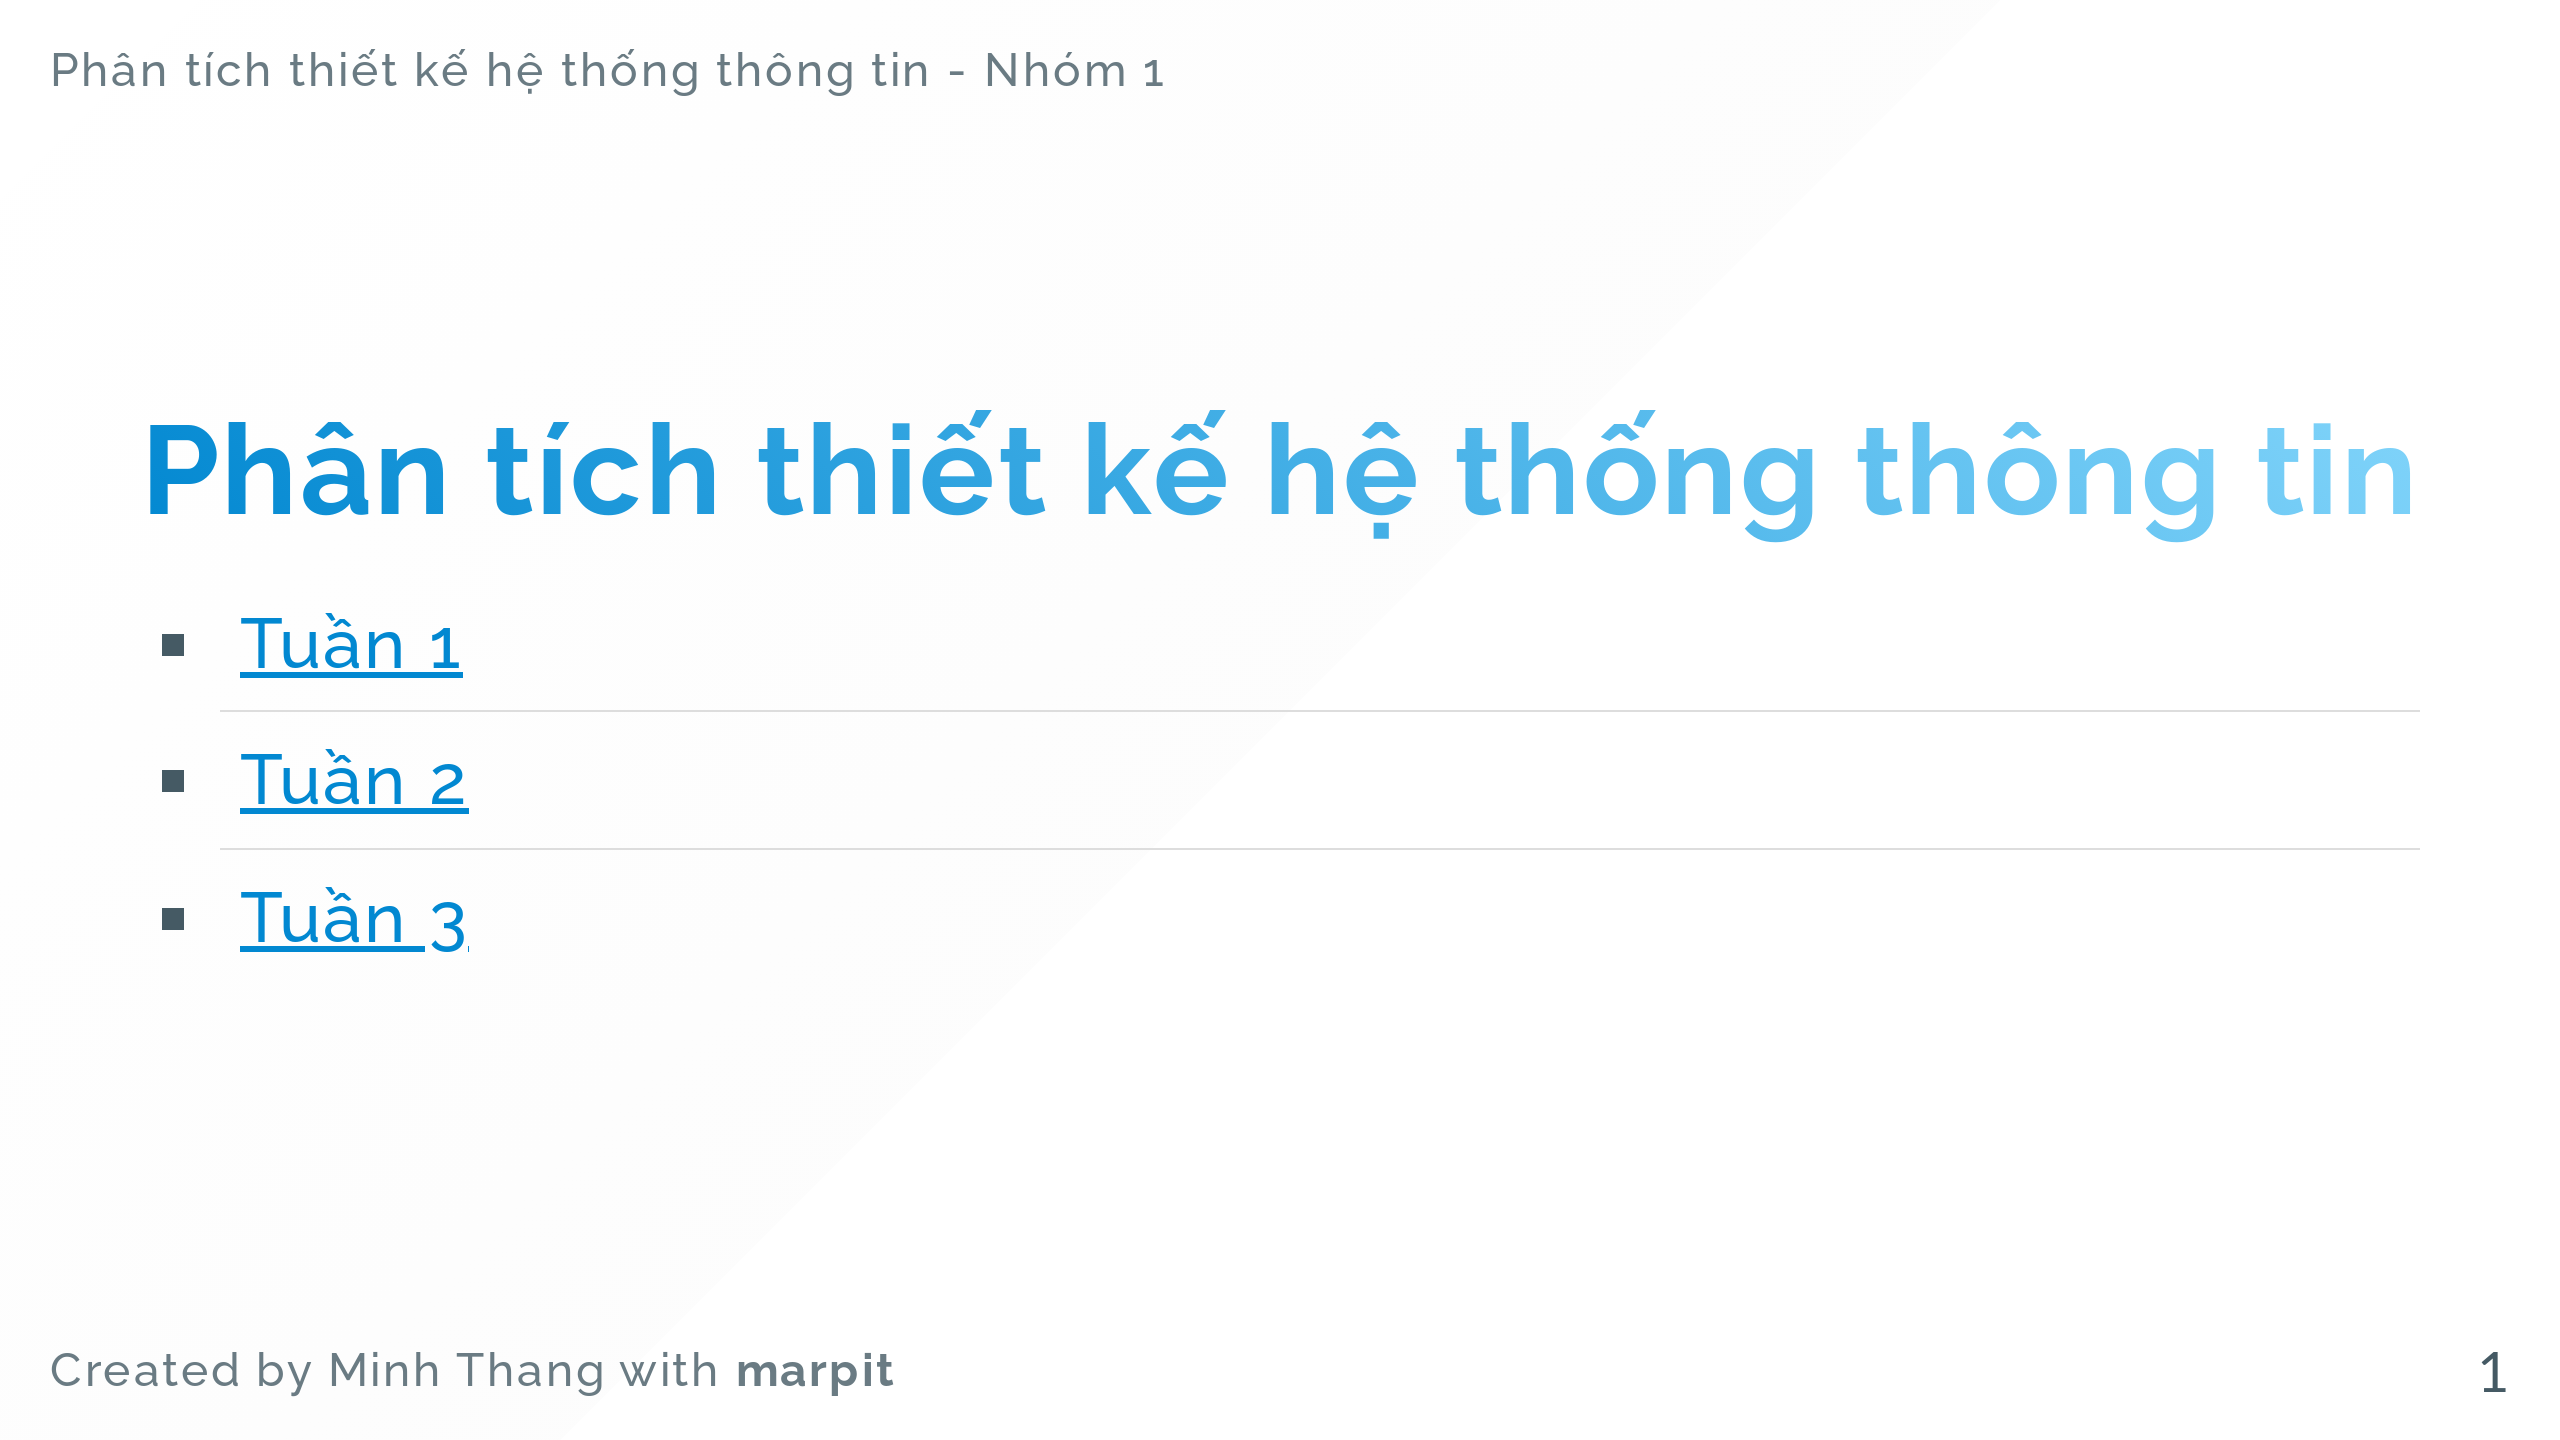 Phân tích thiết kế hệ thống thông tin - Nhóm 1
Phân tích thiết kế hệ thống thông tin
Tuần 1
Tuần 2
Tuần 3
Created by Minh Thang with marpit
1